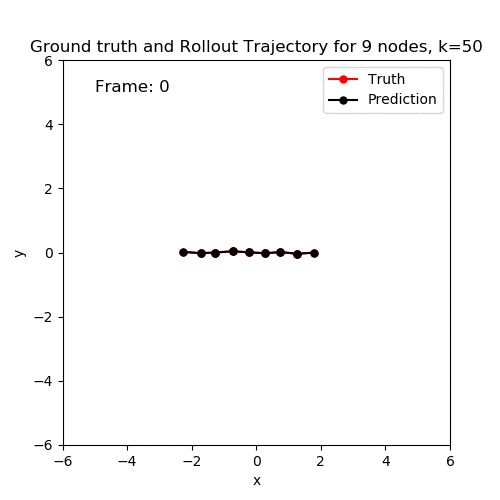 Ground truth and Rollout Trajectory for 9 nodes, k=50
6
Frame: 0
Truth
Prediction
4
2
y
0
−2
−4
−6
−6 −4 −2 0 2 4 6
x